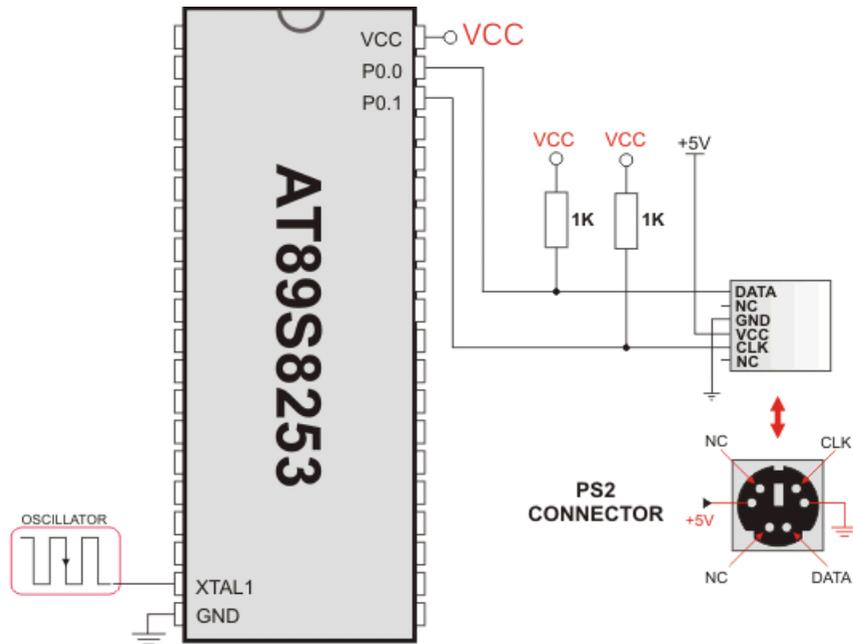 VCC
VCC
P0.0
P0.1
AT89S8253
VCC
VCC
+5V
1K
1K
DATA
NC
GND
VCC
CLK
NC
NC
CLK
PS2
CONNECTOR
+5V
NC
DATA
OSCILLATOR
XTAL1
GND